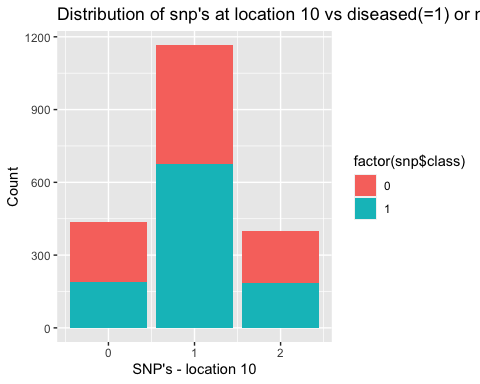 Distribution of snp's at location 10 vs diseased(=1) or
1200
900
600
300
0
Count
0 1 2
SNP's - location 10
factor(snp$class)
0
1